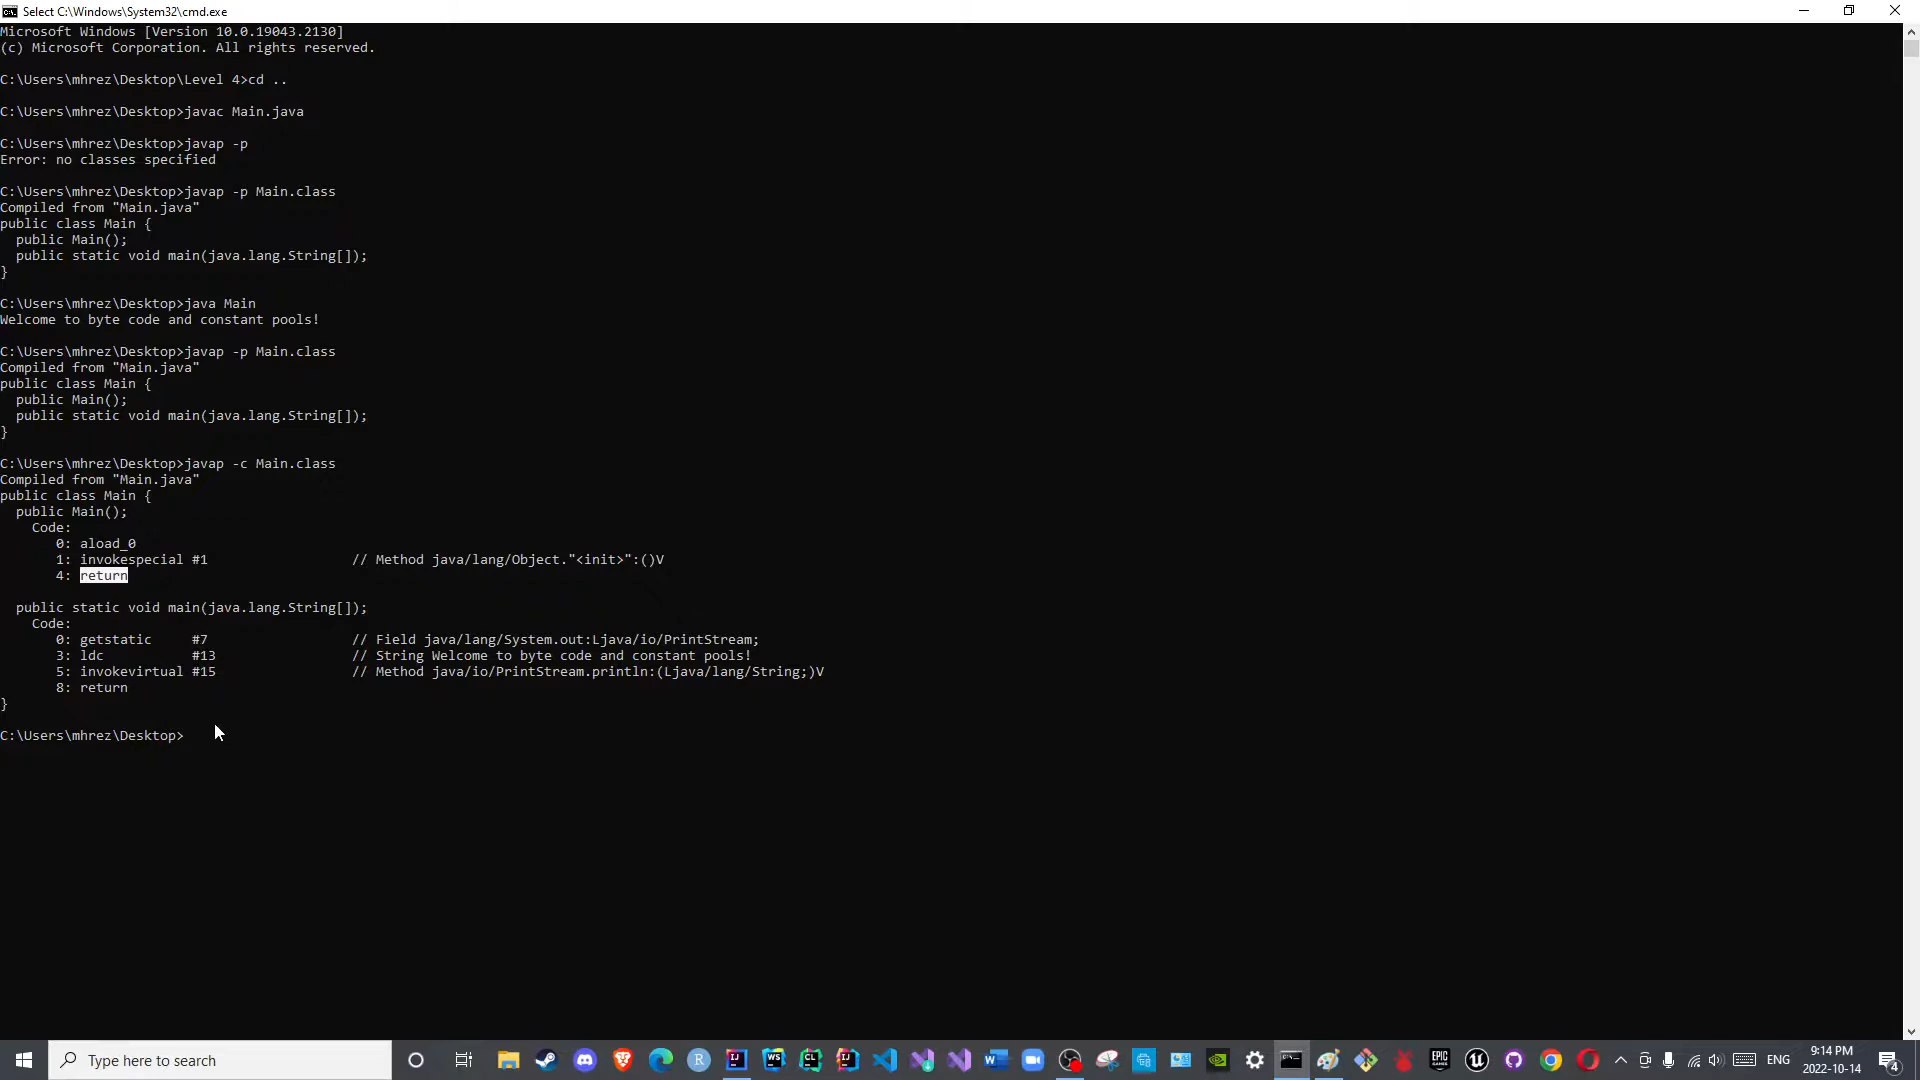 Select C:\Windows\System32\cmd.exe
Microsoft Windows [Version 10.0.19043.2130]
(c) Microsoft Corporation. All rights reserved.
C:\Users\mhrez\Desktop\Level 4>cd ..
C:\Users\mhrez\Desktop>javac Main.java
C:\Users\mhrez\Desktop>javap -p
Error: no classes specified
C:\Users\mhrez\Desktop>javap -p Main.class
Compiled from "Main.java"
public class Main {
  public Main();
  public static void main(java.lang.String[]);
}
C:\Users\mhrez\Desktop>java Main
Welcome to byte code and constant pools!
C:\Users\mhrez\Desktop>javap -p Main.class
Compiled from "Main.java"
public class Main {
  public Main();
  public static void main(java.lang.String[]);
}
C:\Users\mhrez\Desktop>javap -c Main.class
Compiled from "Main.java"
public class Main {
  public Main();
    Code:
       0: aload_0
       1: invokespecial #1                  // Method java/lang/Object."<init>":()V
       4: return
  public static void main(java.lang.String[]);
    Code:
       0: getstatic     #7                  // Field java/lang/System.out:Ljava/io/PrintStream;
       3: ldc           #13                 // String Welcome to byte code and constant pools!
       5: invokevirtual #15                 // Method java/io/PrintStream.println:(Ljava/lang/String;)V
       8: return
}
C:\Users\mhrez\Desktop>
Type here to search
R
IJ
WS
CL
IJ
W
EPIC GAMES
ENG
9:14 PM
2022-10-14
4